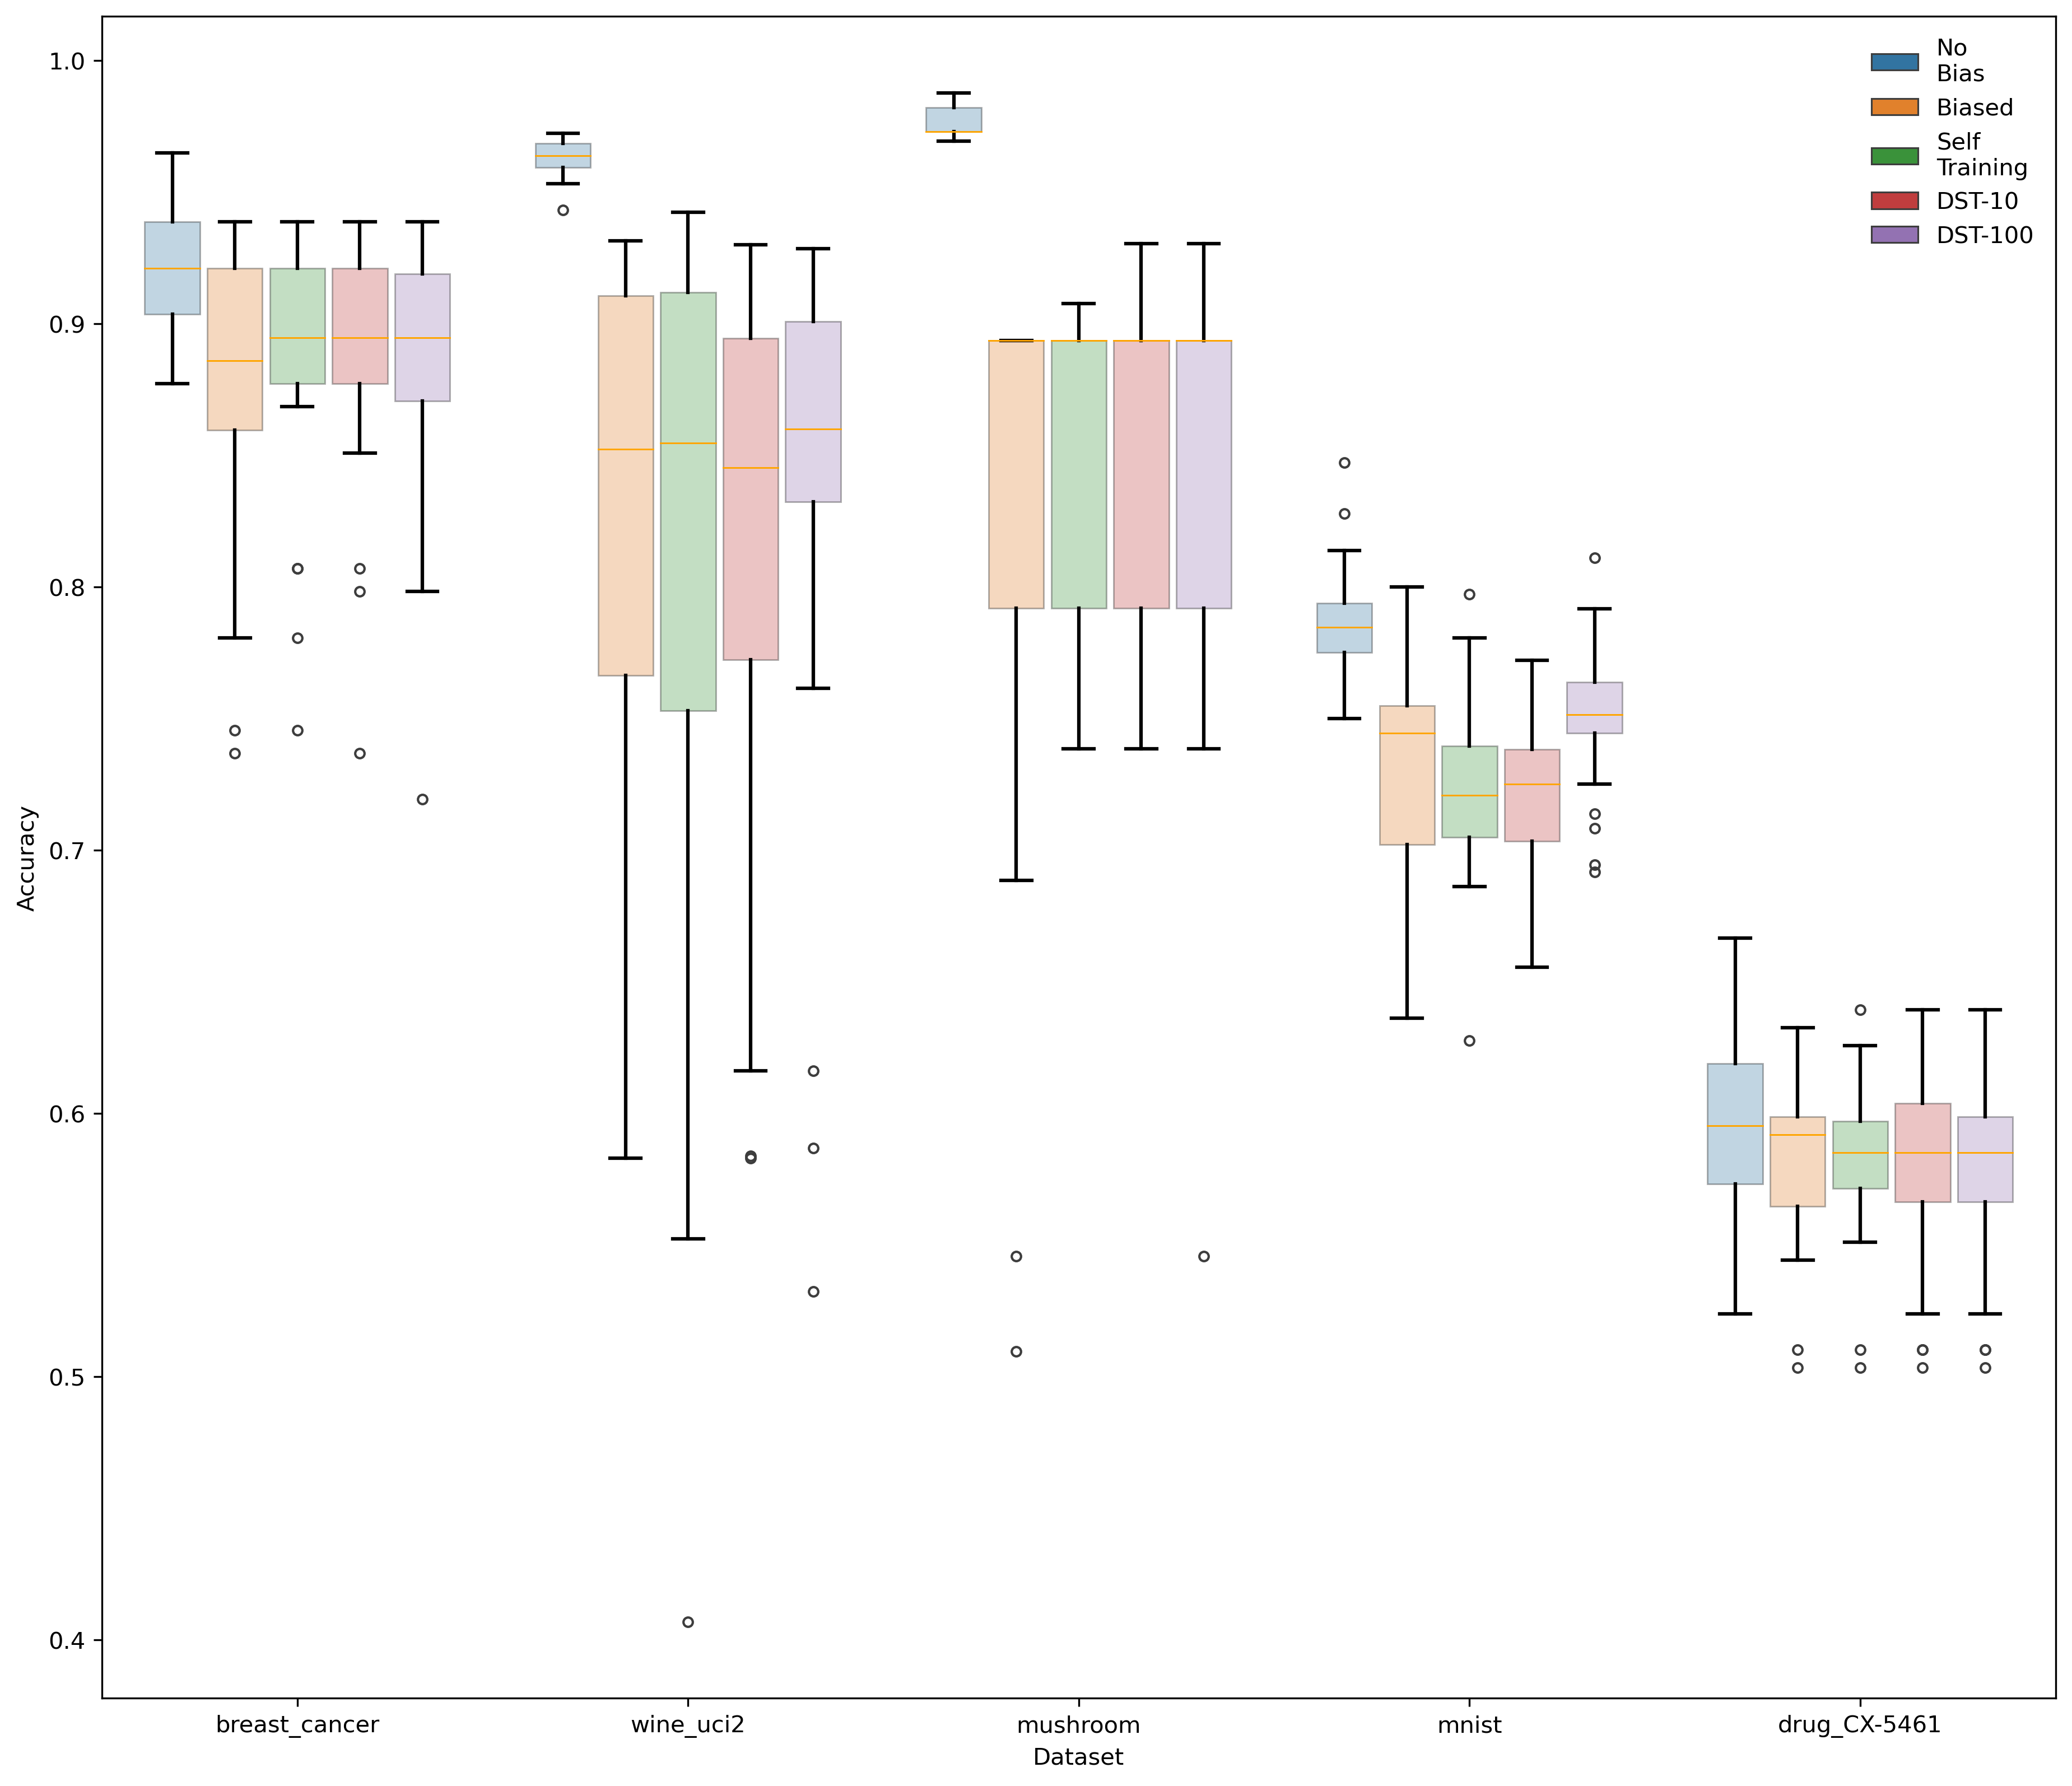 1.0
0.9
0.8
0.7
0.6
0.5
0.4
Accuracy
No
Bias
Biased
Self
Training
DST-10
DST-100
breast_cancer
wine_uci2
mushroom
mnist
drug_CX-5461
Dataset